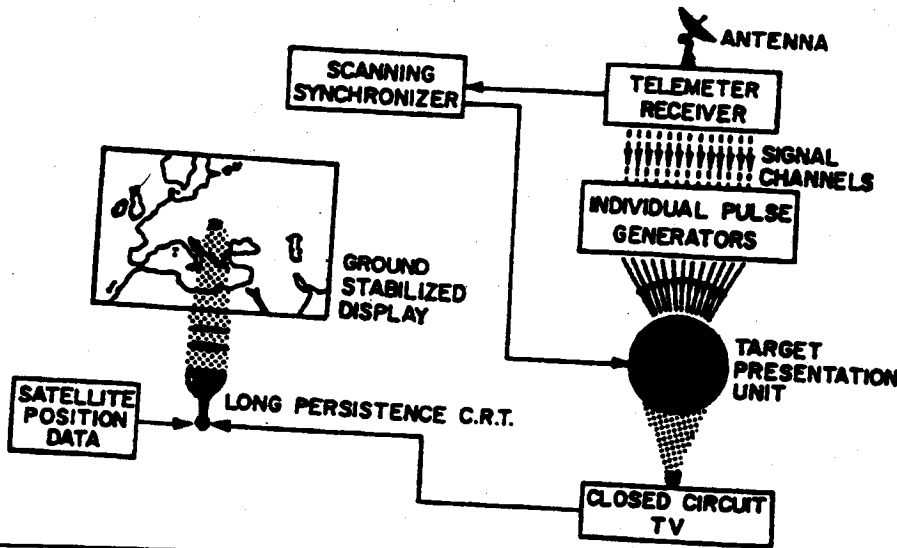 ANTENNA
SCANNING
SYNCHRONIZER
TELEMETER
RECEIVER
SIGNAL
CHANNELS
INDIVIDUAL PULSE
GENERATORS
GROUND
STABILIZED
DISPLAY
TARGET
PRESENTATION
UNIT
SATELLITE
POSITION
DATA
LONG PERSISTENCE C.R.T.
CLOSED CIRCUIT
TV